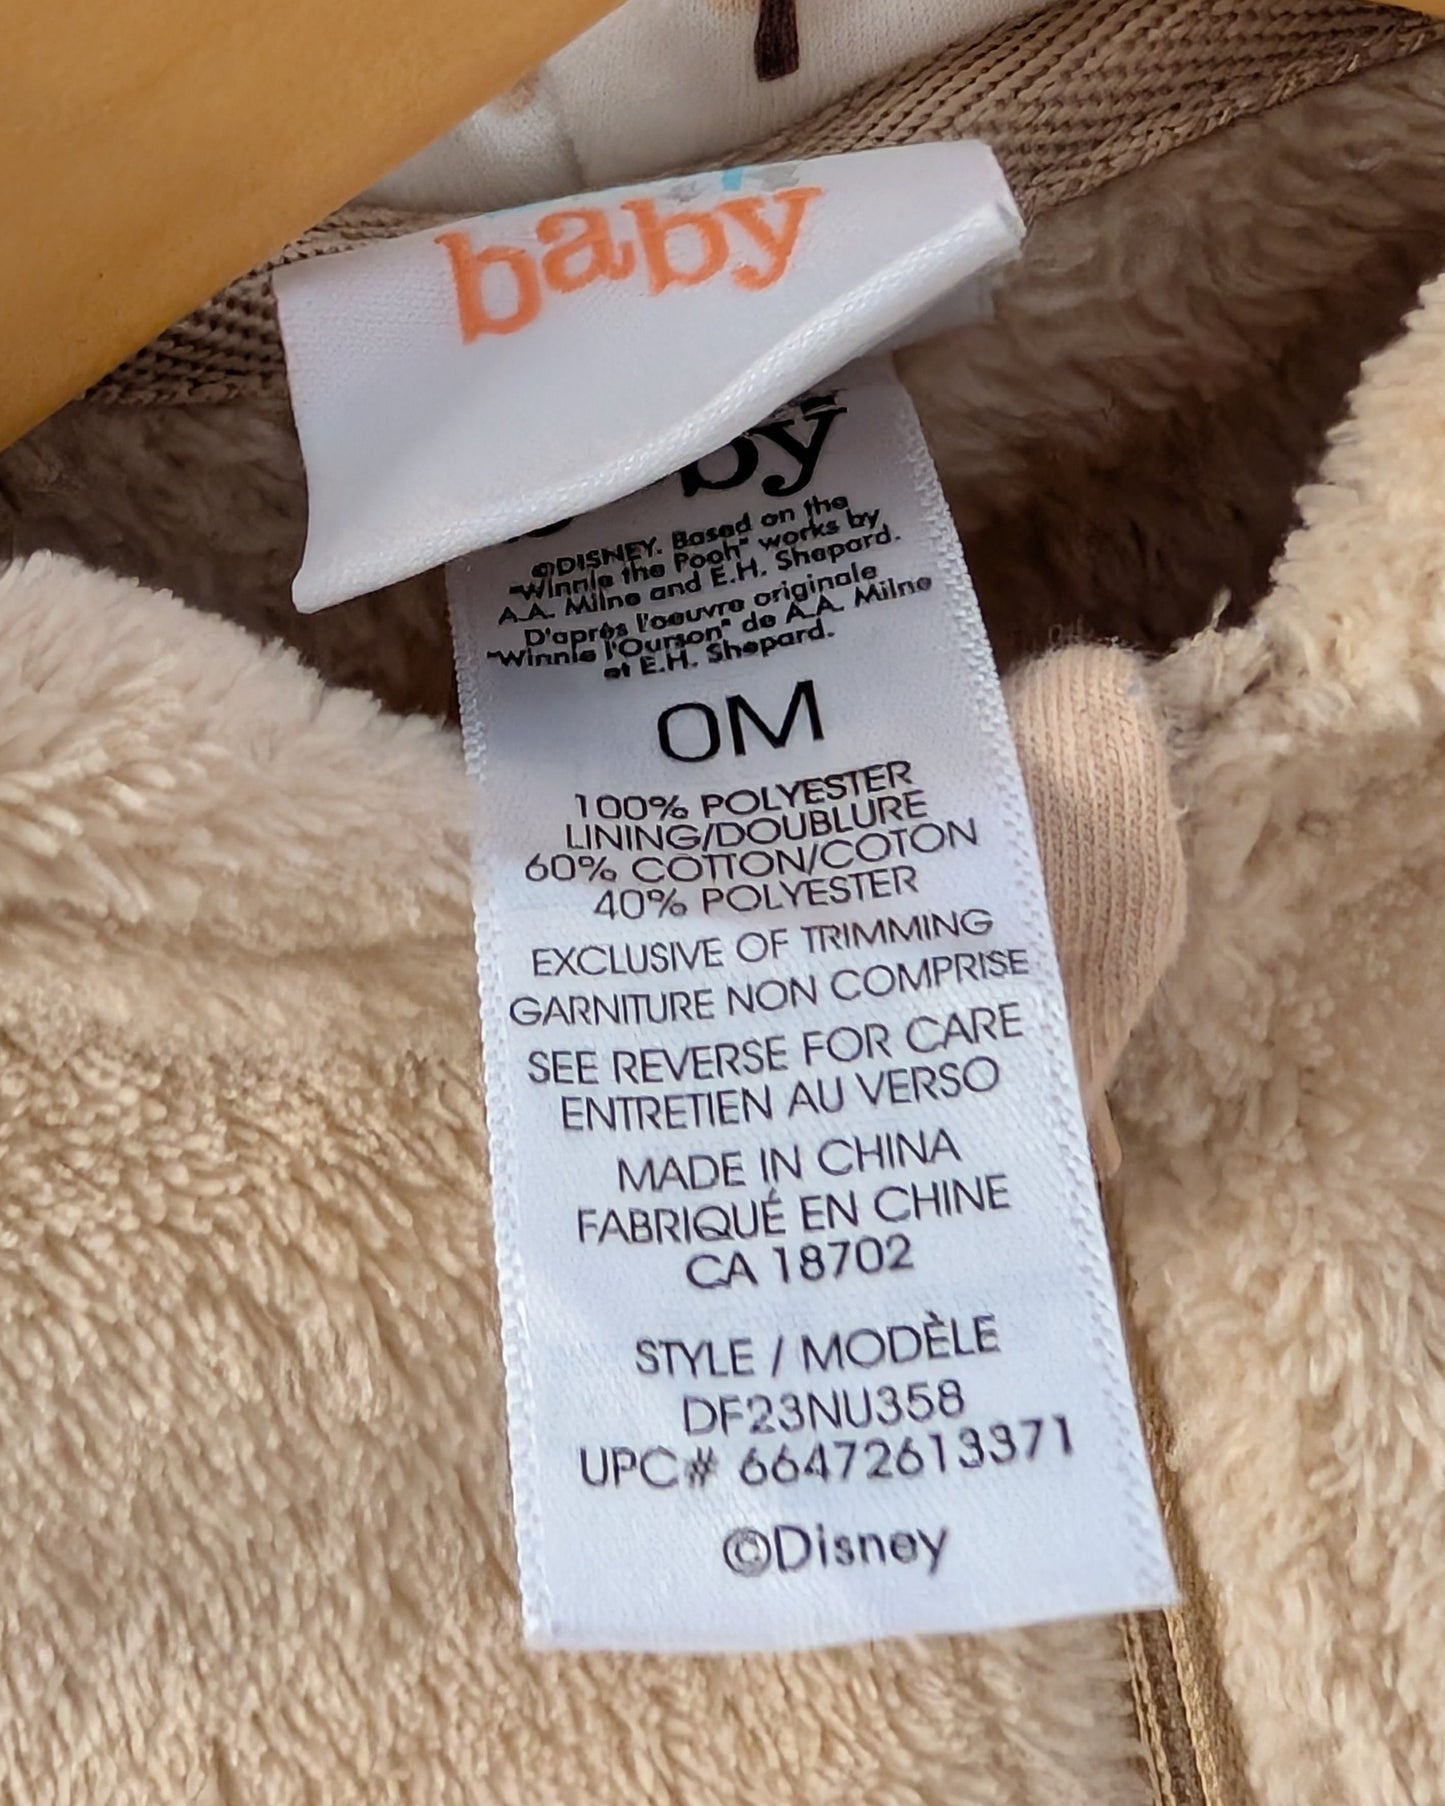 baby
by
©DISNEY. Based on the
"Winnie the Pooh" works by
A.A. Milne and E.H. Shepard.
D'après l'oeuvre originale
"Winnie l'Ourson" de A.A. Milne
et E.H. Shepard.
0M
100% POLYESTER
LINING/DOUBLURE
60% COTTON/COTON
40% POLYESTER
EXCLUSIVE OF TRIMMING
GARNITURE NON COMPRISE
SEE REVERSE FOR CARE
ENTRETIEN AU VERSO
MADE IN CHINA
FABRIQUÉ EN CHINE
CA 18702
STYLE / MODÈLE
DF23NU358
UPC# 66472613371
©Disney